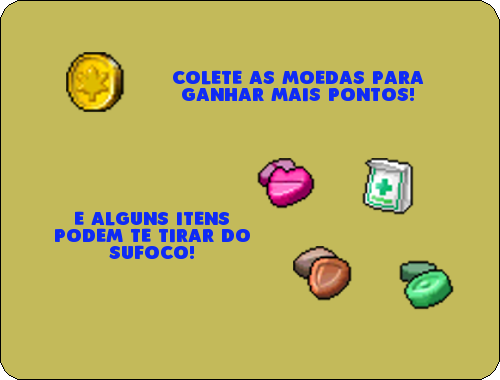 COLETE AS MOEDAS PARA
GANHAR MAIS PONTOS!
E ALGUNS ITENS
PODEM TE TIRAR DO
SUFOCO!